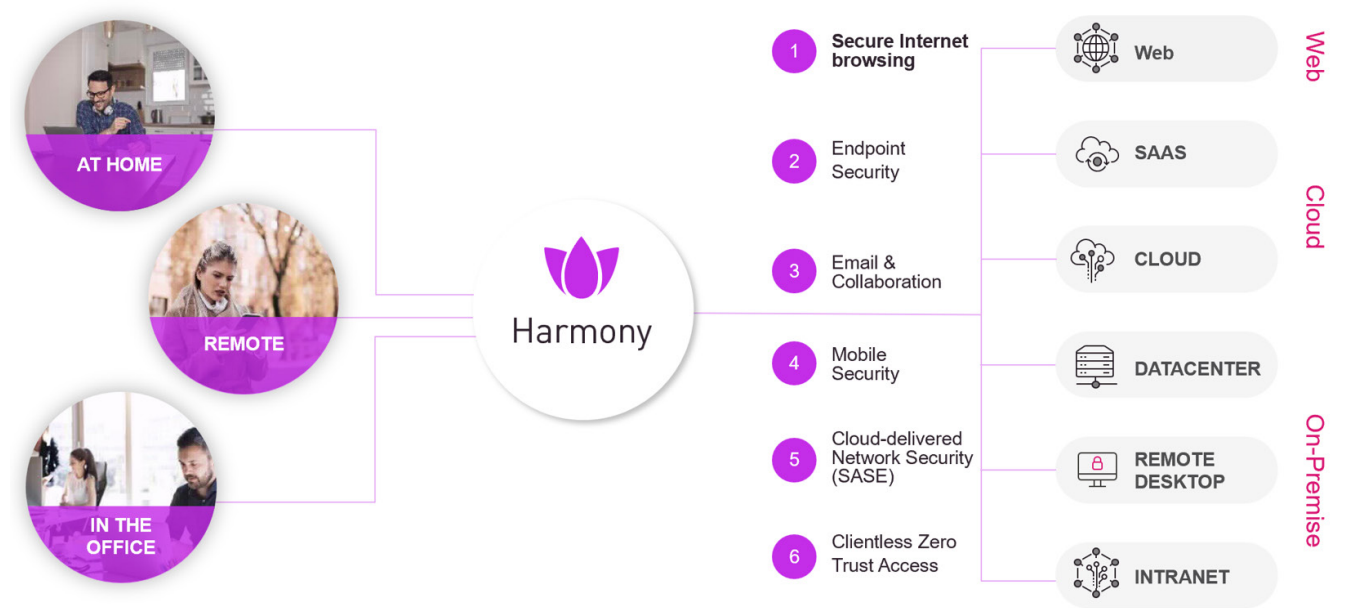 AT HOME
REMOTE
IN THE
OFFICE
Harmony
1
Secure Internet
browsing
2
Endpoint
Security
3
Email &
Collaboration
4
Mobile
Security
5
Cloud-delivered
Network Security
(SASE)
6
Clientless Zero
Trust Access
Web
SAAS
CLOUD
DATACENTER
REMOTE
DESKTOP
INTRANET
Web
Cloud
On-Premise